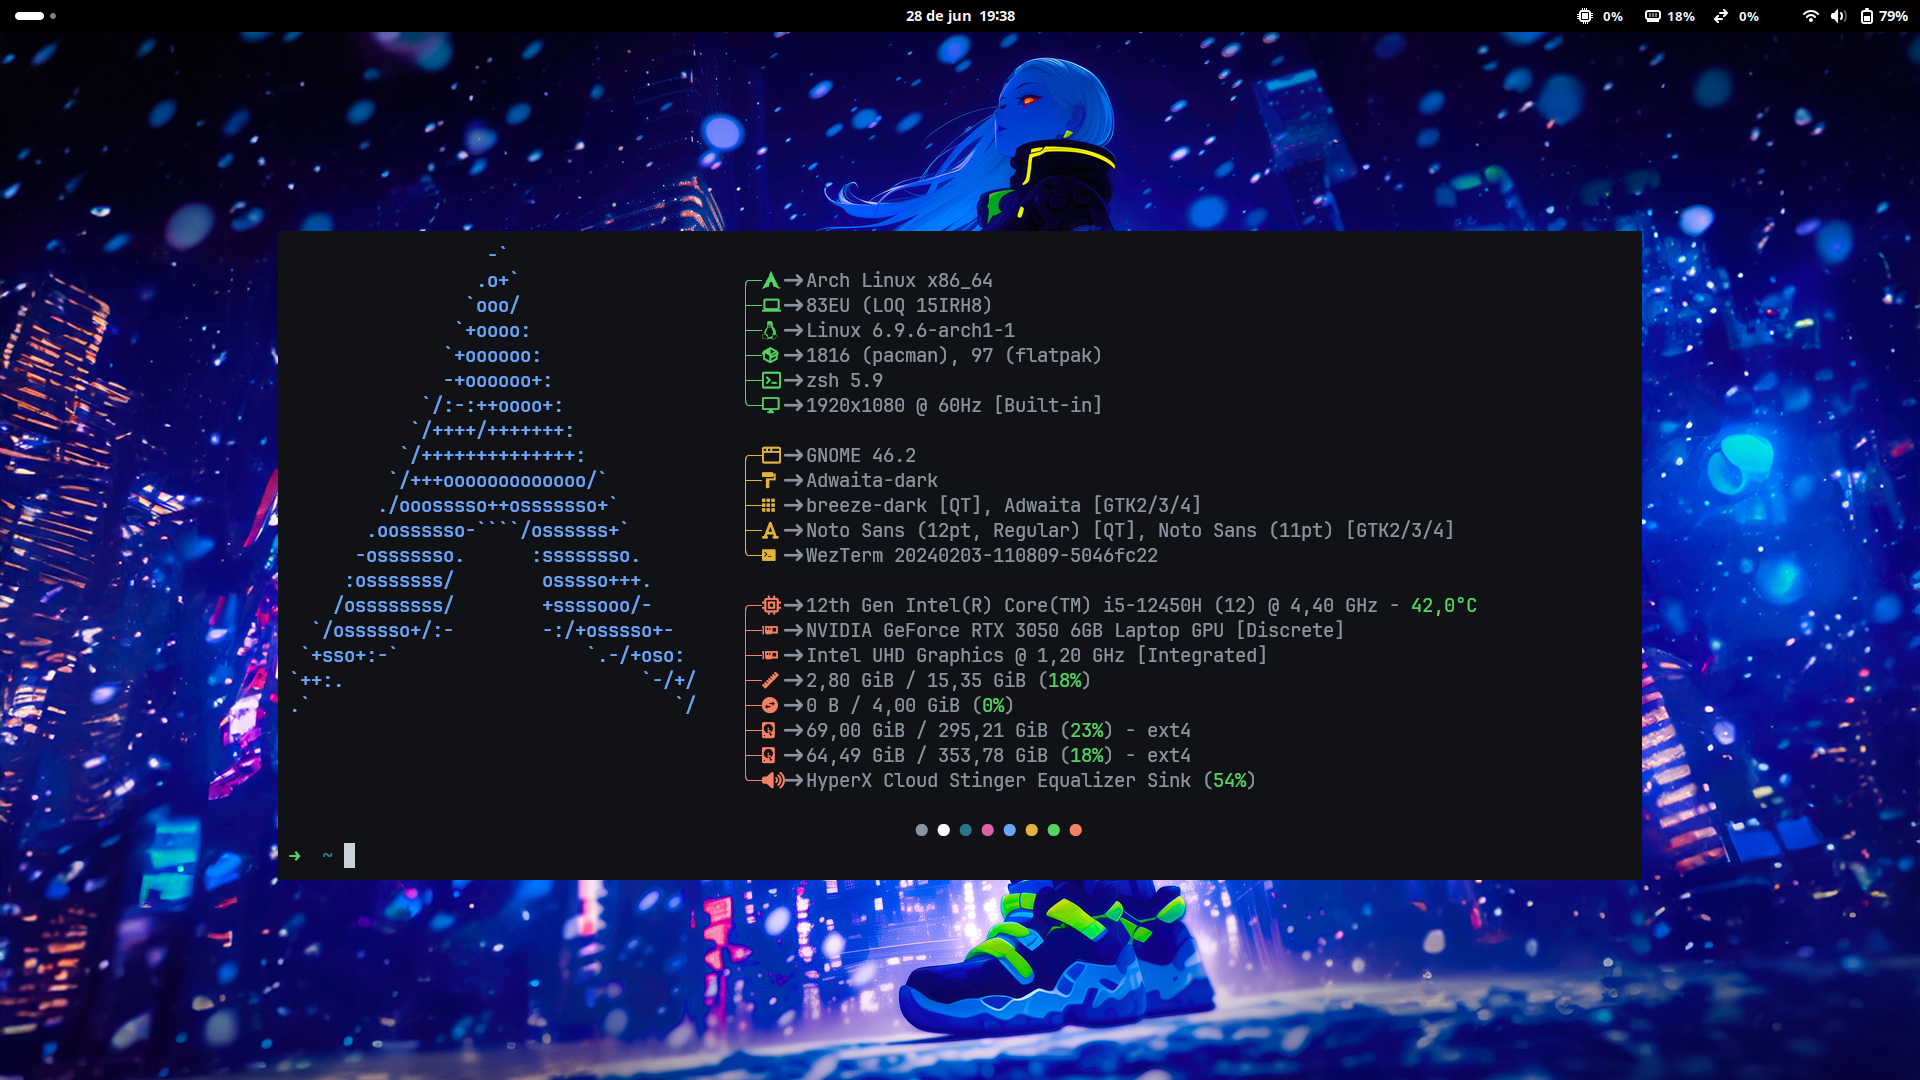 28 de jun 19:38
0% 18% 0% 79%
-`
.o+`
`ooo/
`+oooo:
`+oooooo:
-+oooooo+:
`/:-:++oooo+:
`/++++/+++++++:
`/++++++++++++++:
`/+++ooooooooooooo/`
./ooosssso++osssssso+`
.oossssso-````/ossssss+`
-osssssso. :ssssssso.
:osssssss/ osssso+++.
/ossssssss/ +ssssooo/-
`/ossssso+/:- -:/+osssso+-
`+sso+:-` `.-/+oso:
`++:. `-/+/
.` `/
Arch Linux x86_64
83EU (LOQ 15IRH8)
Linux 6.9.6-arch1-1
1816 (pacman), 97 (flatpak)
zsh 5.9
1920x1080 @ 60Hz [Built-in]
GNOME 46.2
Adwaita-dark
breeze-dark [QT], Adwaita [GTK2/3/4]
Noto Sans (12pt, Regular) [QT], Noto Sans (11pt) [GTK2/3/4]
WezTerm 20240203-110809-5046fc22
12th Gen Intel(R) Core(TM) i5-12450H (12) @ 4,40 GHz - 42,0°C
NVIDIA GeForce RTX 3050 6GB Laptop GPU [Discrete]
Intel UHD Graphics @ 1,20 GHz [Integrated]
2,80 GiB / 15,35 GiB (18%)
0 B / 4,00 GiB (0%)
69,00 GiB / 295,21 GiB (23%) - ext4
64,49 GiB / 353,78 GiB (18%) - ext4
HyperX Cloud Stinger Equalizer Sink (54%)
➜ ~